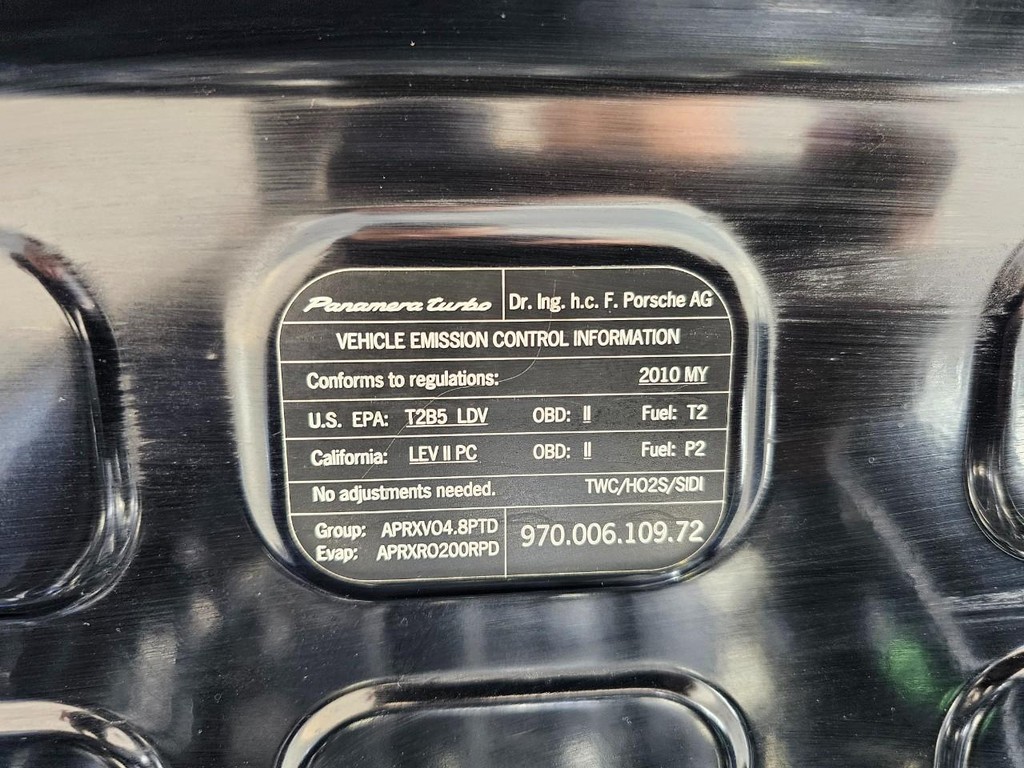 Panamera turbo Dr. Ing. h.c. F. Porsche AG
VEHICLE EMISSION CONTROL INFORMATION
Conforms to regulations: 2010 MY
U.S. EPA: T2B5 LDV OBD: II Fuel: T2
California: LEV II PC OBD: II Fuel: P2
No adjustments needed. TWC/HO2S/SIDI
Group: APRXV04.8PTD
Evap: APRXR0200RPD
970.006.109.72